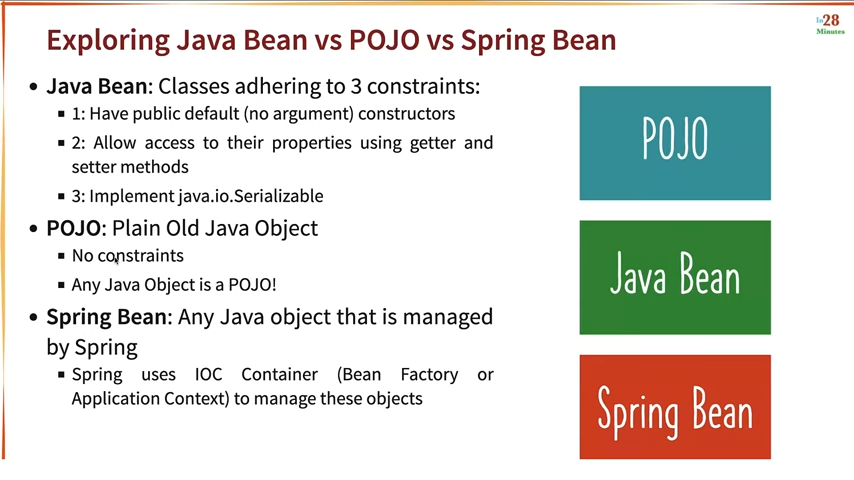 In28
Minutes
Exploring Java Bean vs POJO vs Spring Bean
• Java Bean: Classes adhering to 3 constraints:
▪ 1: Have public default (no argument) constructors
▪ 2: Allow access to their properties using getter and
setter methods
▪ 3: Implement java.io.Serializable
• POJO: Plain Old Java Object
▪ No constraints
▪ Any Java Object is a POJO!
• Spring Bean: Any Java object that is managed
by Spring
▪ Spring uses IOC Container (Bean Factory or
Application Context) to manage these objects
POJO
Java Bean
Spring Bean